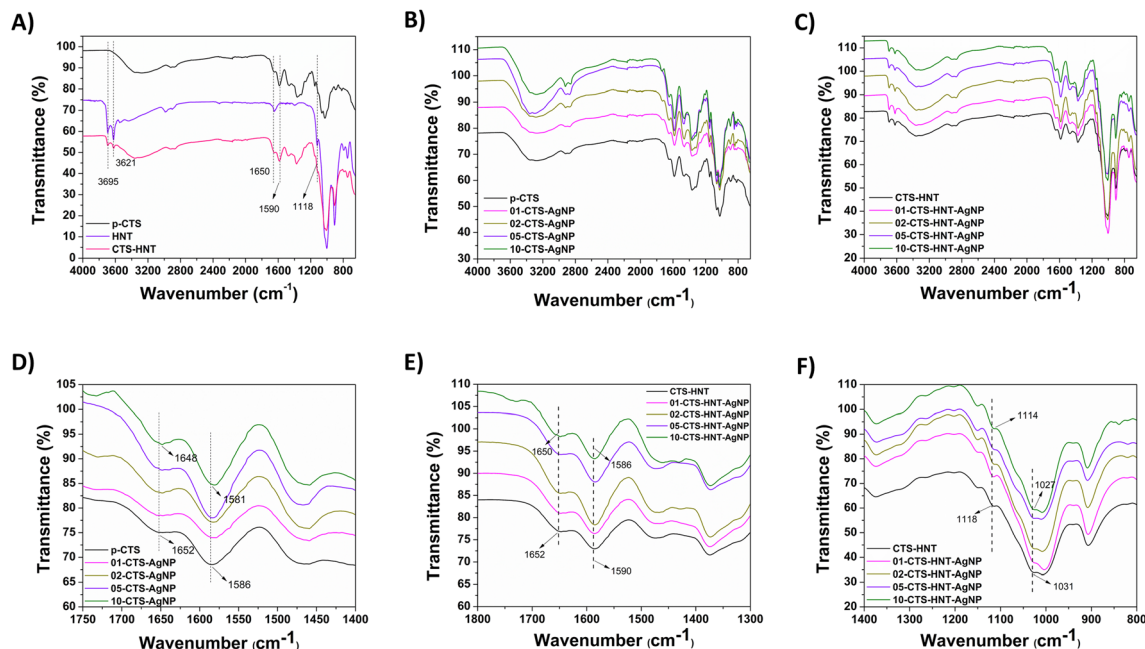 A)
Transmittance (%)
100
90
80
70
60
50
40
30
20
10
0
3695
3621
1650
1590
1118
p-CTS
HNT
CTS-HNT
4000 3600 3200 2800 2400 2000 1600 1200 800
Wavenumber (cm-1)
B)
Transmittance (%)
110
100
90
80
70
60
50
40
30
p-CTS
01-CTS-AgNP
02-CTS-AgNP
05-CTS-AgNP
10-CTS-AgNP
4000 3600 3200 2800 2400 2000 1600 1200 800
Wavenumber (cm-1)
C)
Transmittance (%)
110
100
90
80
70
60
50
40
30
20
10
0
CTS-HNT
01-CTS-HNT-AgNP
02-CTS-HNT-AgNP
05-CTS-HNT-AgNP
10-CTS-HNT-AgNP
4000 3600 3200 2800 2400 2000 1600 1200 800
Wavenumber (cm-1)
D)
Transmittance (%)
105
100
95
90
85
80
75
70
65
60
1648
1581
1652
1586
p-CTS
01-CTS-AgNP
02-CTS-AgNP
05-CTS-AgNP
10-CTS-AgNP
1750 1700 1650 1600 1550 1500 1450 1400
Wavenumber (cm-1)
E)
Transmittance (%)
110
105
100
95
90
85
80
75
70
65
60
CTS-HNT
01-CTS-HNT-AgNP
02-CTS-HNT-AgNP
05-CTS-HNT-AgNP
10-CTS-HNT-AgNP
1650
1586
1652
1590
1800 1700 1600 1500 1400 1300
Wavenumber (cm-1)
F)
Transmittance (%)
110
100
90
80
70
60
50
40
30
20
1114
1027
1118
1031
CTS-HNT
01-CTS-HNT-AgNP
02-CTS-HNT-AgNP
05-CTS-HNT-AgNP
10-CTS-HNT-AgNP
1400 1300 1200 1100 1000 900 800
Wavenumber (cm-1)